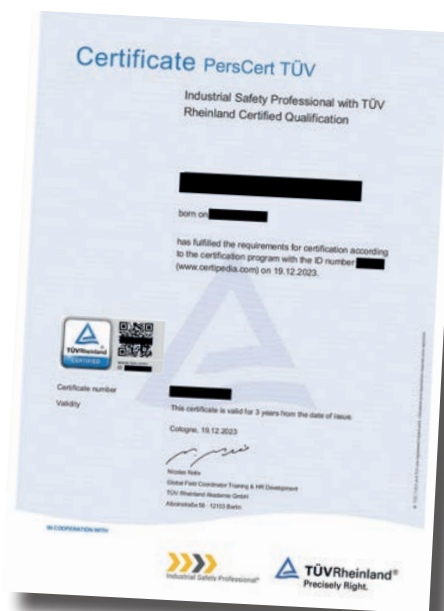 Certificate PersCert TÜV
Industrial Safety Professional with TÜV
Rheinland Certified Qualification
born on
has fulfilled the requirements for certification according
to the certification program with the ID number
(www.certipedia.com) on 19.12.2023.
TÜVRheinland
CERTIFIED
Certificate number
Validity
This certificate is valid for 3 years from the date of issue.
Cologne, 19.12.2023
Global Field Coordinator Training & HR Development
TÜV Rheinland Akademie GmbH
12103 Berlin
IN COOPERATION WITH
Industrial Safety Professional®
TÜVRheinland®
Precisely Right.